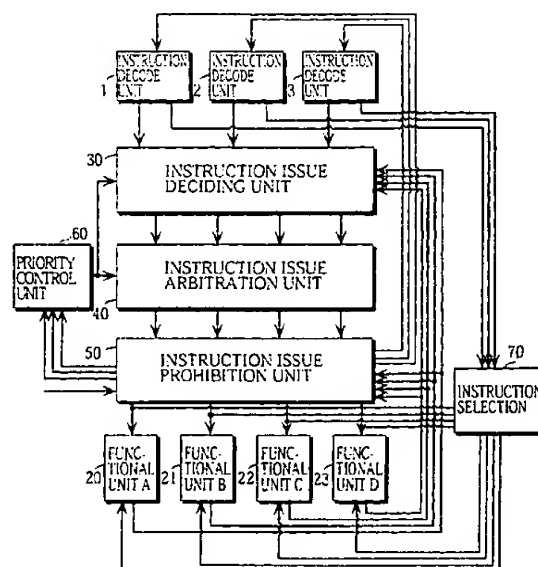 INSTRUCTION
DECODE
UNIT
1
INSTRUCTION
DECODE
UNIT
2
INSTRUCTION
DECODE
UNIT
3
30
INSTRUCTION ISSUE
DECIDING UNIT
60
PRIORITY
CONTROL
UNIT
INSTRUCTION ISSUE
ARBITRATION UNIT
40
50
INSTRUCTION ISSUE
PROHIBITION UNIT
70
INSTRUCTION
SELECTION
FUNC-
TIONAL
UNIT A
20
FUNC-
TIONAL
UNIT B
21
FUNC-
TIONAL
UNIT C
22
FUNC-
TIONAL
UNIT D
23